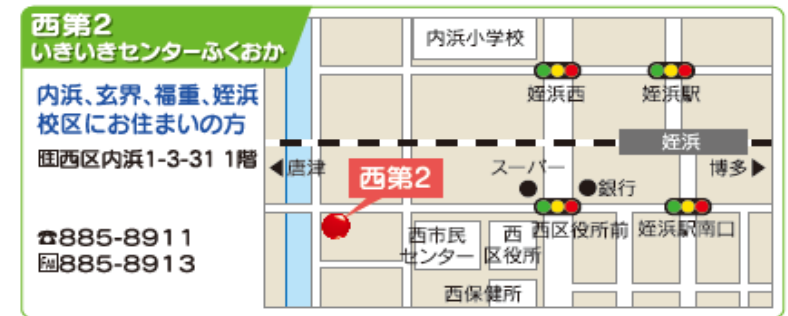 西第2
いきいきセンターふくおか
内浜、玄界、福重、姪浜
校区にお住まいの方
住西区内浜1-3-31 1階
☎885-8911
FAX885-8913
内浜小学校
姪浜西
姪浜駅
姪浜
◀唐津
博多▶
西第2
スーパー
銀行
西市民
センター
西
区役所
西区役所前
姪浜駅南口
西保健所